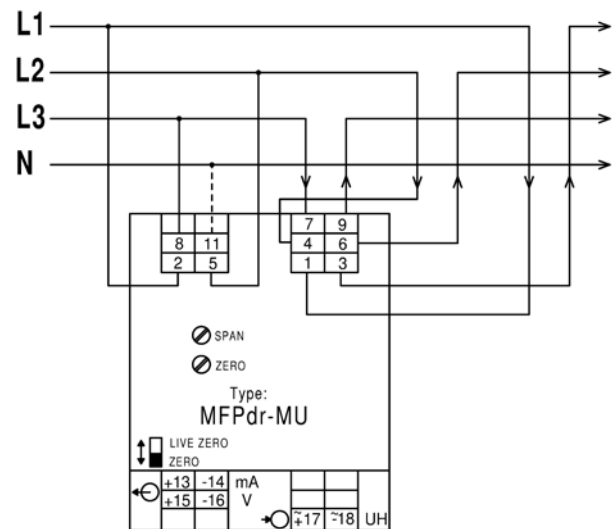 L1
L2
L3
N
7 9
8 11 4 6
2 5 1 3
SPAN
ZERO
Type:
MFPdr-MU
LIVE ZERO
ZERO
+13 -14 mA
+15 -16 V
~+17 ~-18 UH